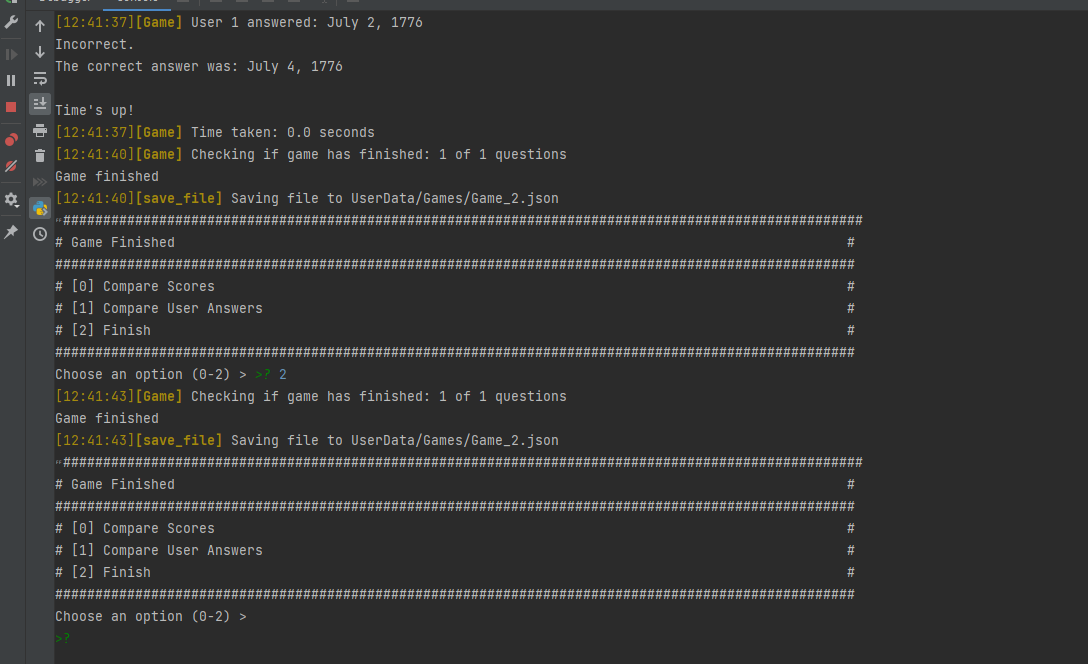 Debugger Console
[12:41:37][Game] User 1 answered: July 2, 1776
Incorrect.
The correct answer was: July 4, 1776
Time's up!
[12:41:37][Game] Time taken: 0.0 seconds
[12:41:40][Game] Checking if game has finished: 1 of 1 questions
Game finished
[12:41:40][save_file] Saving file to UserData/Games/Game_2.json
####################################################################################################
# Game Finished #
####################################################################################################
# [0] Compare Scores #
# [1] Compare User Answers #
# [2] Finish #
####################################################################################################
Choose an option (0-2) > >? 2
[12:41:43][Game] Checking if game has finished: 1 of 1 questions
Game finished
[12:41:43][save_file] Saving file to UserData/Games/Game_2.json
####################################################################################################
# Game Finished #
####################################################################################################
# [0] Compare Scores #
# [1] Compare User Answers #
# [2] Finish #
####################################################################################################
Choose an option (0-2) >
>?